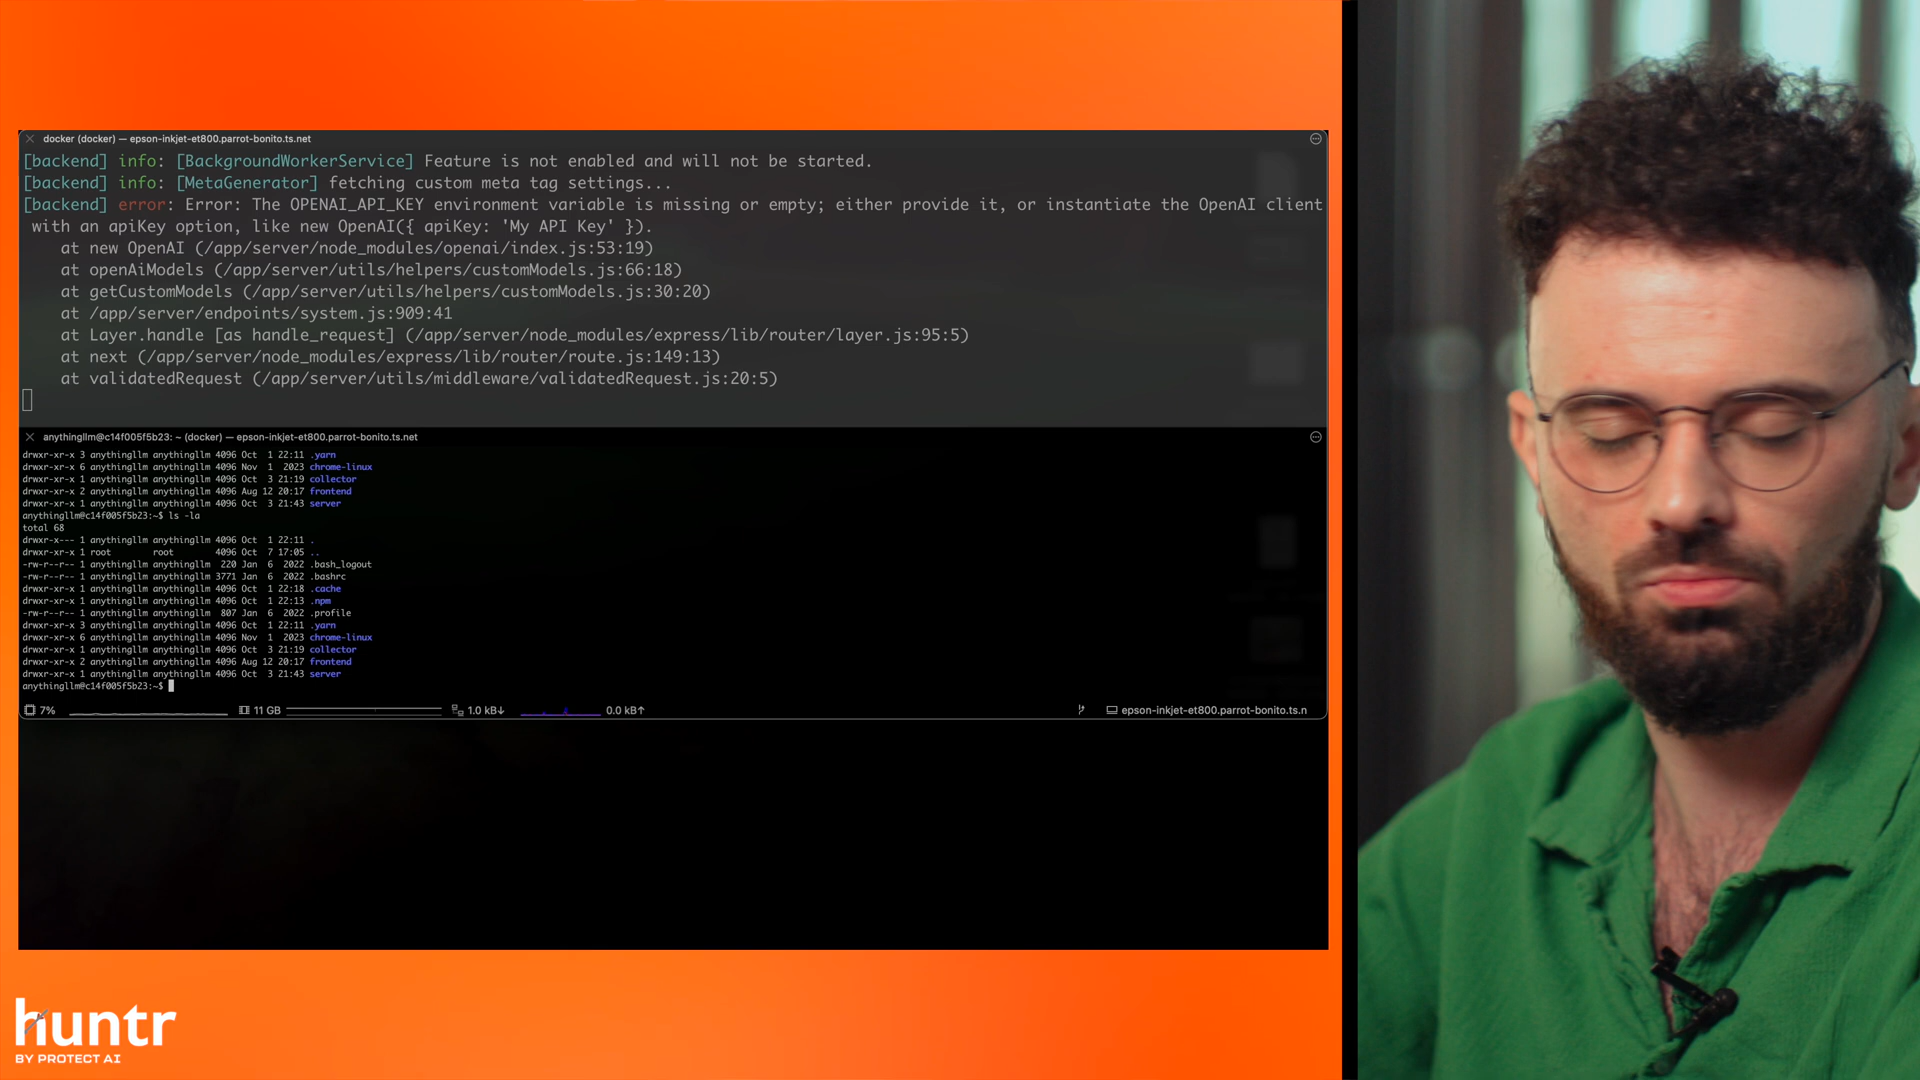 docker (docker) — epson-inkjet-et800.parrot-bonito.ts.net
[backend] info: [BackgroundWorkerService] Feature is not enabled and will not be started.
[backend] info: [MetaGenerator] fetching custom meta tag settings...
[backend] error: Error: The OPENAI_API_KEY environment variable is missing or empty; either provide it, or instantiate the OpenAI client
with an apiKey option, like new OpenAI({ apiKey: 'My API Key' }).
at new OpenAI (/app/server/node_modules/openai/index.js:53:19)
at openAiModels (/app/server/utils/helpers/customModels.js:66:18)
at getCustomModels (/app/server/utils/helpers/customModels.js:30:20)
at /app/server/endpoints/system.js:909:41
at Layer.handle [as handle_request] (/app/server/node_modules/express/lib/router/layer.js:95:5)
at next (/app/server/node_modules/express/lib/router/route.js:149:13)
at validatedRequest (/app/server/utils/middleware/validatedRequest.js:20:5)
anythingllm@c14f005f5b23: ~ (docker) — epson-inkjet-et800.parrot-bonito.ts.net
drwxr-xr-x 3 anythingllm anythingllm 4096 Oct  1 22:11 .yarn
drwxr-xr-x 6 anythingllm anythingllm 4096 Nov  1  2023 chrome-linux
drwxr-xr-x 1 anythingllm anythingllm 4096 Oct  3 21:19 collector
drwxr-xr-x 2 anythingllm anythingllm 4096 Aug 12 20:17 frontend
drwxr-xr-x 1 anythingllm anythingllm 4096 Oct  3 21:43 server
anythingllm@c14f005f5b23:~$ ls -la
total 68
drwxr-x--- 1 anythingllm anythingllm 4096 Oct  1 22:11 .
drwxr-xr-x 1 root        root        4096 Oct  7 17:05 ..
-rw-r--r-- 1 anythingllm anythingllm  220 Jan  6  2022 .bash_logout
-rw-r--r-- 1 anythingllm anythingllm 3771 Jan  6  2022 .bashrc
drwxr-xr-x 1 anythingllm anythingllm 4096 Oct  1 22:18 .cache
drwxr-xr-x 1 anythingllm anythingllm 4096 Oct  1 22:13 .npm
-rw-r--r-- 1 anythingllm anythingllm  807 Jan  6  2022 .profile
drwxr-xr-x 3 anythingllm anythingllm 4096 Oct  1 22:11 .yarn
drwxr-xr-x 6 anythingllm anythingllm 4096 Nov  1  2023 chrome-linux
drwxr-xr-x 1 anythingllm anythingllm 4096 Oct  3 21:19 collector
drwxr-xr-x 2 anythingllm anythingllm 4096 Aug 12 20:17 frontend
drwxr-xr-x 1 anythingllm anythingllm 4096 Oct  3 21:43 server
anythingllm@c14f005f5b23:~$
7% 11 GB 1.0 kB↓ 0.0 kB↑ epson-inkjet-et800.parrot-bonito.ts.n
huntr
BY PROTECT AI